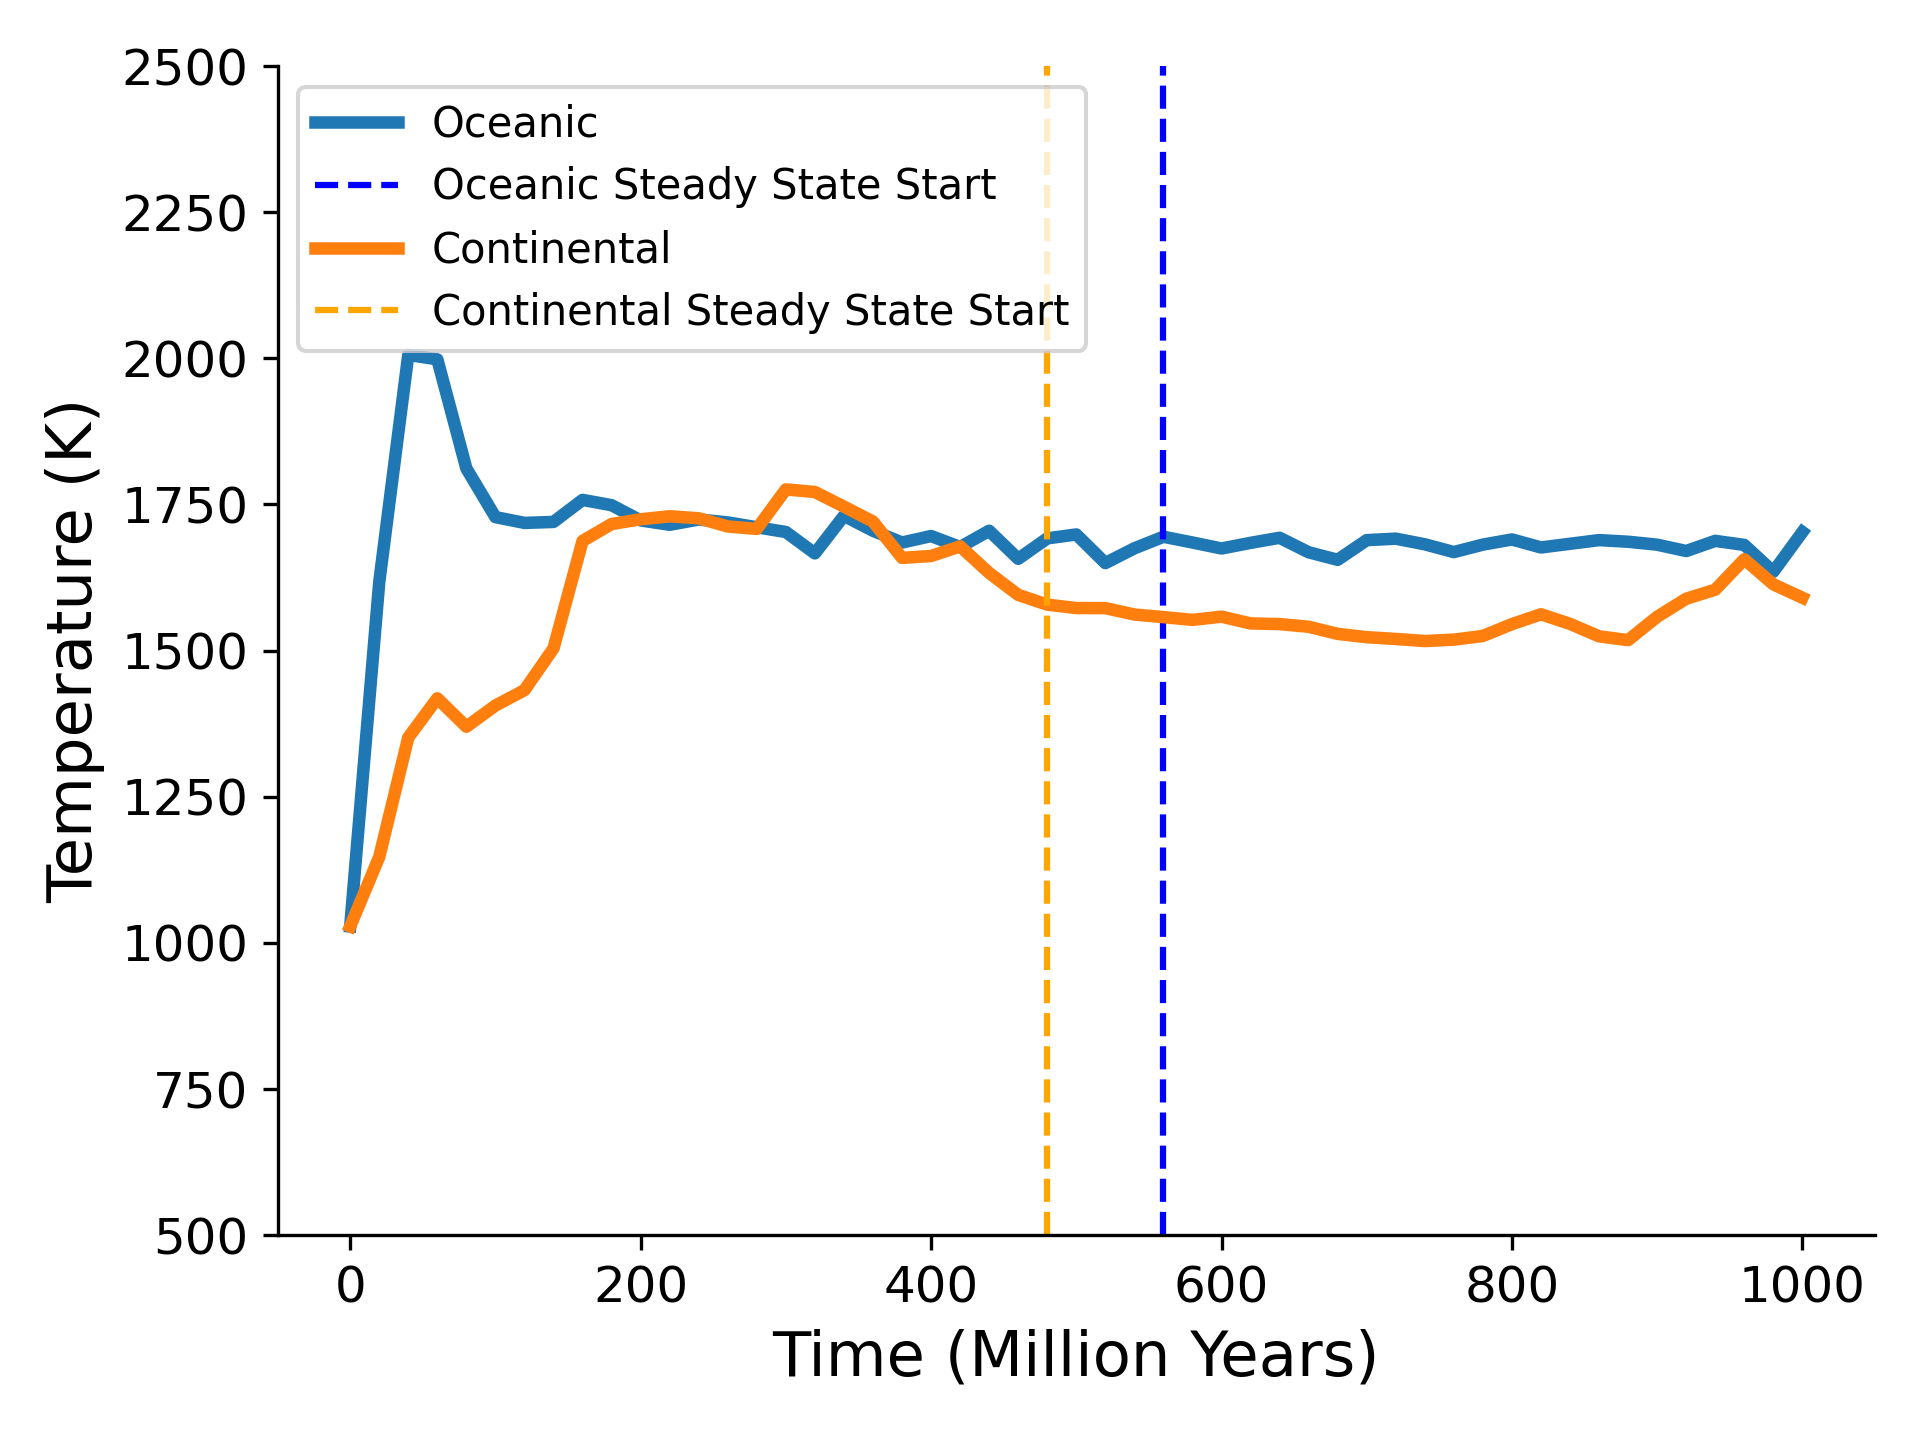 2500
2250
2000
1750
1500
1250
1000
750
500
Temperature (K)
Oceanic
Oceanic Steady State Start
Continental
Continental Steady State Start
0 200 400 600 800 1000
Time (Million Years)